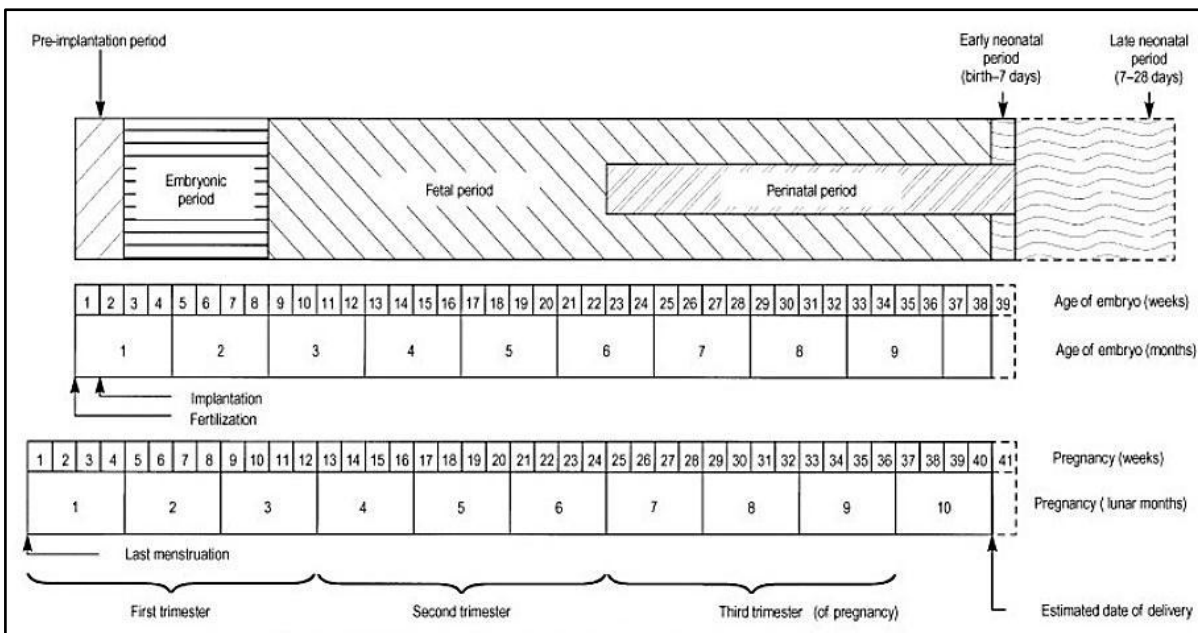 Pre-implantation period
Early neonatal
period
(birth–7 days)
Late neonatal
period
(7–28 days)
Embryonic
period
Fetal period
Perinatal period
1 2 3 4 5 6 7 8 9 10 11 12 13 14 15 16 17 18 19 20 21 22 23 24 25 26 27 28 29 30 31 32 33 34 35 36 37 38 39 Age of embryo (weeks)
1 2 3 4 5 6 7 8 9 Age of embryo (months)
Implantation
Fertilization
1 2 3 4 5 6 7 8 9 10 11 12 13 14 15 16 17 18 19 20 21 22 23 24 25 26 27 28 29 30 31 32 33 34 35 36 37 38 39 40 41 Pregnancy (weeks)
1 2 3 4 5 6 7 8 9 10 Pregnancy ( lunar months)
Last menstruation
First trimester Second trimester Third trimester (of pregnancy) Estimated date of delivery